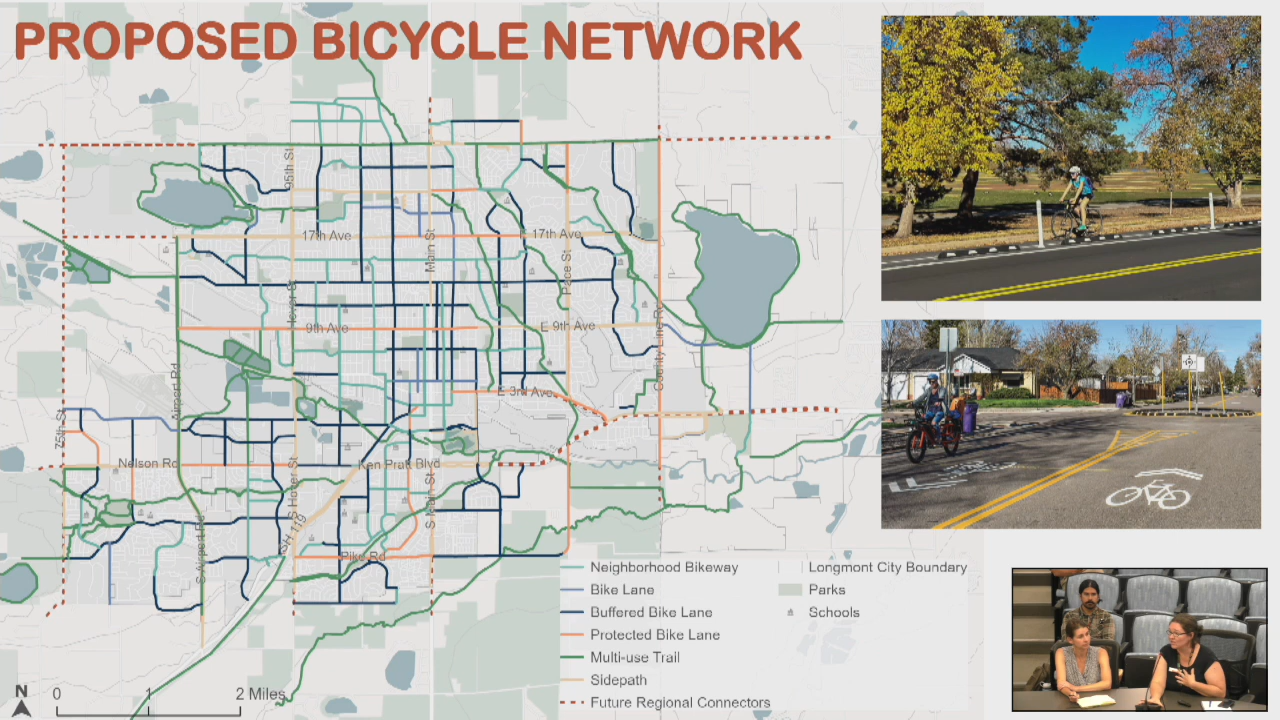 PROPOSED BICYCLE NETWORK
95th St
17th Ave
E 17th Ave
Main St
Pace St
Hover St
9th Ave
E 9th Ave
County Line Rd
Airport Rd
E 3rd Ave
75th St
Nelson Rd
Ken Pratt Blvd
S Hover St
S Main St
SH 119
S Airport Rd
Pike Rd
Neighborhood Bikeway
Bike Lane
Buffered Bike Lane
Protected Bike Lane
Multi-use Trail
Sidepath
Future Regional Connectors
Longmont City Boundary
Parks
Schools
N
0 1 2 Miles